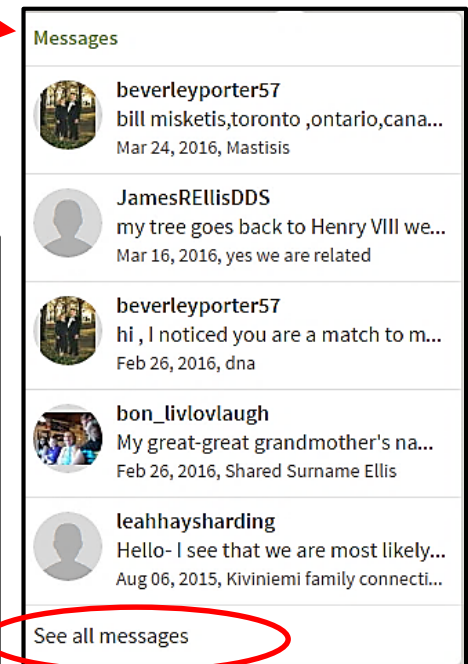 Messages
beverleyporter57
bill misketis,toronto ,ontario,cana...
Mar 24, 2016, Mastisis
JamesREllisDDS
my tree goes back to Henry VIII we...
Mar 16, 2016, yes we are related
beverleyporter57
hi , I noticed you are a match to m...
Feb 26, 2016, dna
bon_livlovlaugh
My great-great grandmother's na...
Feb 26, 2016, Shared Surname Ellis
leahhaysharding
Hello- I see that we are most likely...
Aug 06, 2015, Kiviniemi family connecti...
See all messages